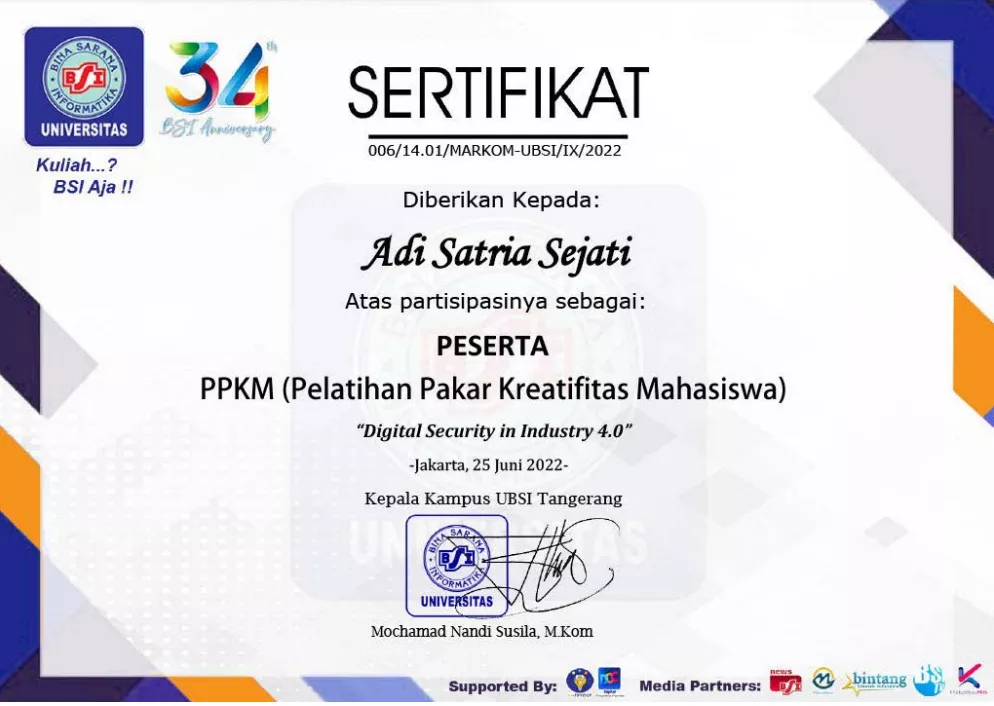 BINA SARANA
BSI
INFORMATIKA
UNIVERSITAS
Kuliah...?
BSI Aja !!
34th
BSI Anniversary
SERTIFIKAT
006/14.01/MARKOM-UBSI/IX/2022
Diberikan Kepada:
Adi Satria Sejati
Atas partisipasinya sebagai:
PESERTA
PPKM (Pelatihan Pakar Kreatifitas Mahasiswa)
“Digital Security in Industry 4.0”
-Jakarta, 25 Juni 2022-
Kepala Kampus UBSI Tangerang
BINA SARANA
BSI
INFORMATIKA
UNIVERSITAS
Mochamad Nandi Susila, M.Kom
Supported By:
Media Partners:
news
BSI
bintang